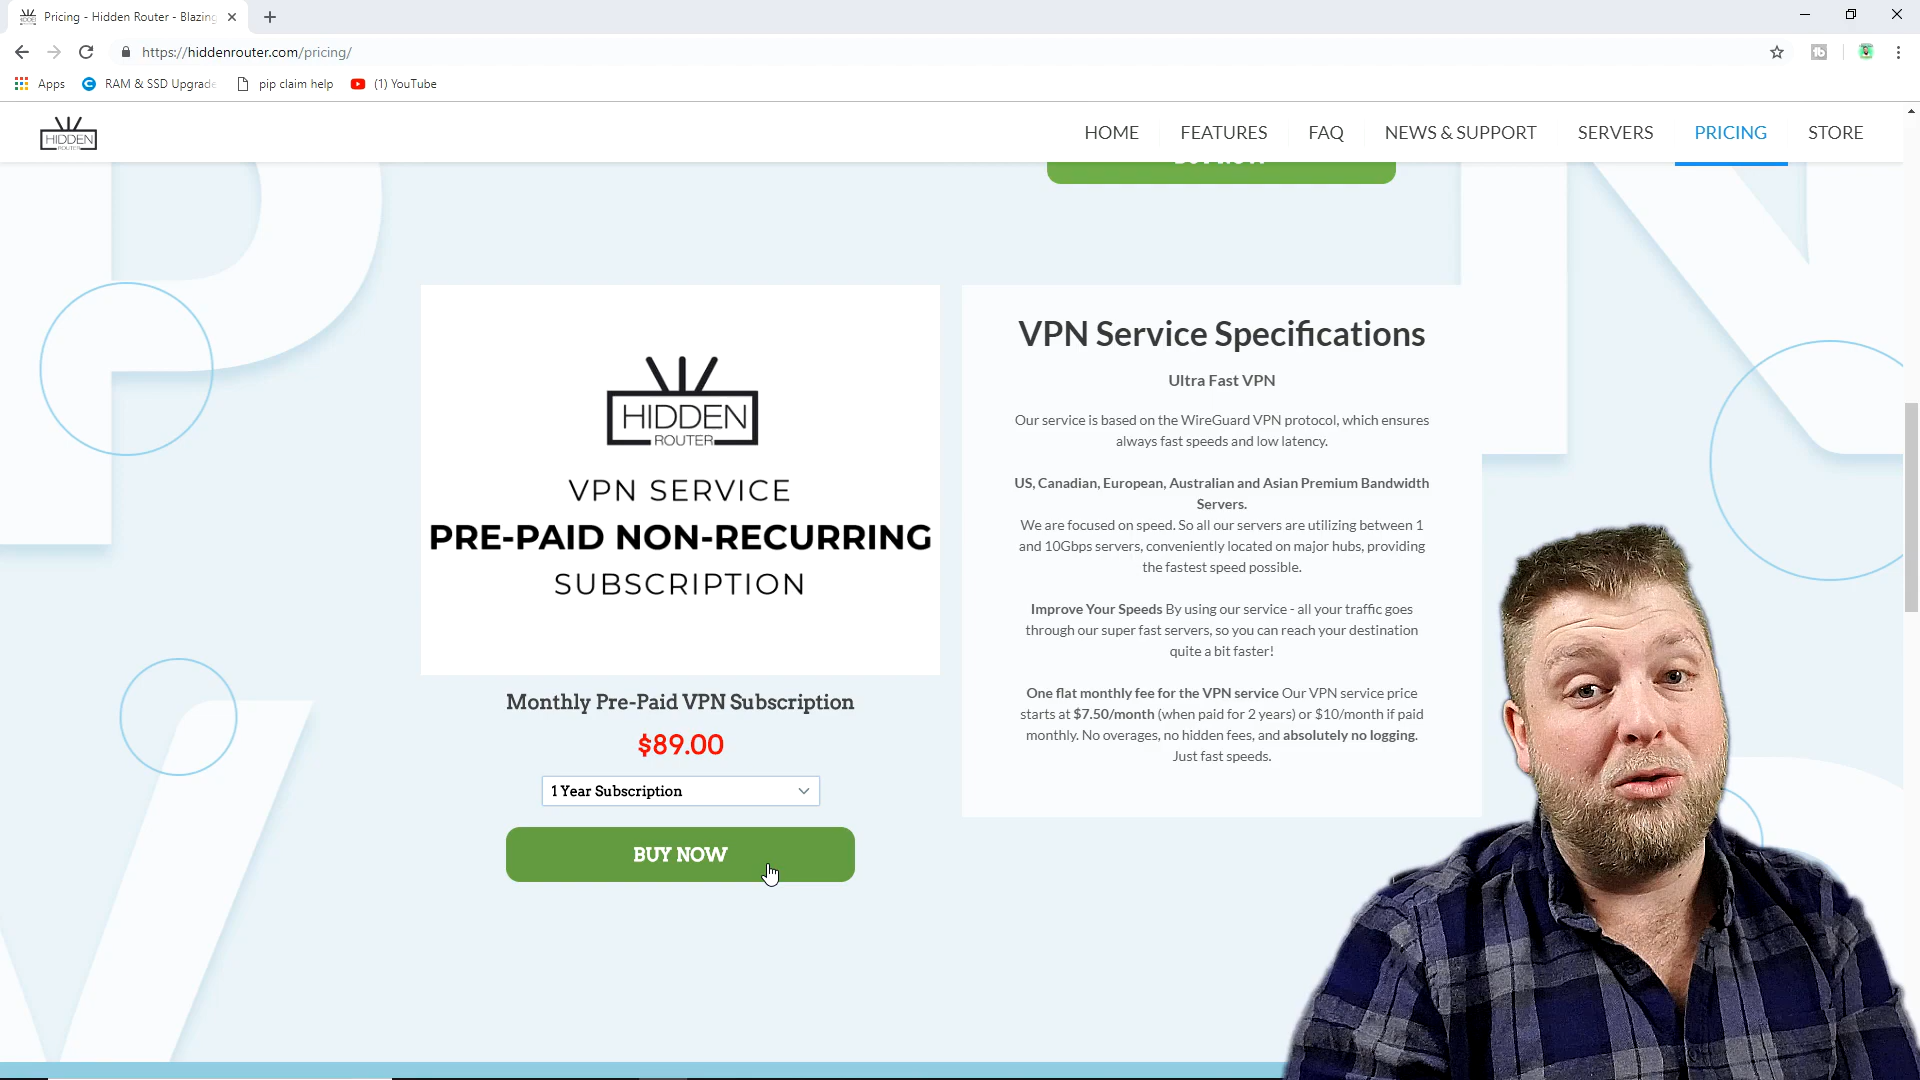 Pricing - Hidden Router - Blazing
https://hiddenrouter.com/pricing/
Apps
RAM & SSD Upgrade
pip claim help
(1) YouTube
HIDDEN
ROUTER
HOME
FEATURES
FAQ
NEWS & SUPPORT
SERVERS
PRICING
STORE
HIDDEN
ROUTER
VPN SERVICE
PRE-PAID NON-RECURRING
SUBSCRIPTION
Monthly Pre-Paid VPN Subscription
$89.00
1 Year Subscription
BUY NOW
VPN Service Specifications
Ultra Fast VPN
Our service is based on the WireGuard VPN protocol, which ensures
always fast speeds and low latency.
US, Canadian, European, Australian and Asian Premium Bandwidth
Servers.
We are focused on speed. So all our servers are utilizing between 1
and 10Gbps servers, conveniently located on major hubs, providing
the fastest speed possible.
Improve Your Speeds By using our service - all your traffic goes
through our super fast servers, so you can reach your destination
quite a bit faster!
One flat monthly fee for the VPN service Our VPN service price
starts at $7.50/month (when paid for 2 years) or $10/month if paid
monthly. No overages, no hidden fees, and absolutely no logging.
Just fast speeds.